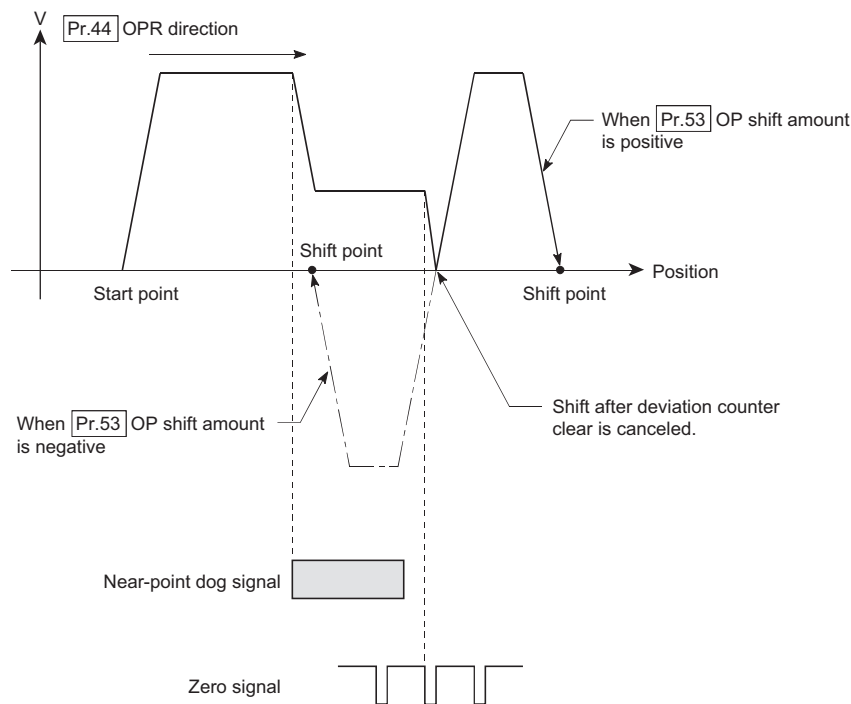 V
Pr.44 OPR direction
When Pr.53 OP shift amount
is positive
Shift point
Position
Start point
Shift point
When Pr.53 OP shift amount
is negative
Shift after deviation counter
clear is canceled.
Near-point dog signal
Zero signal